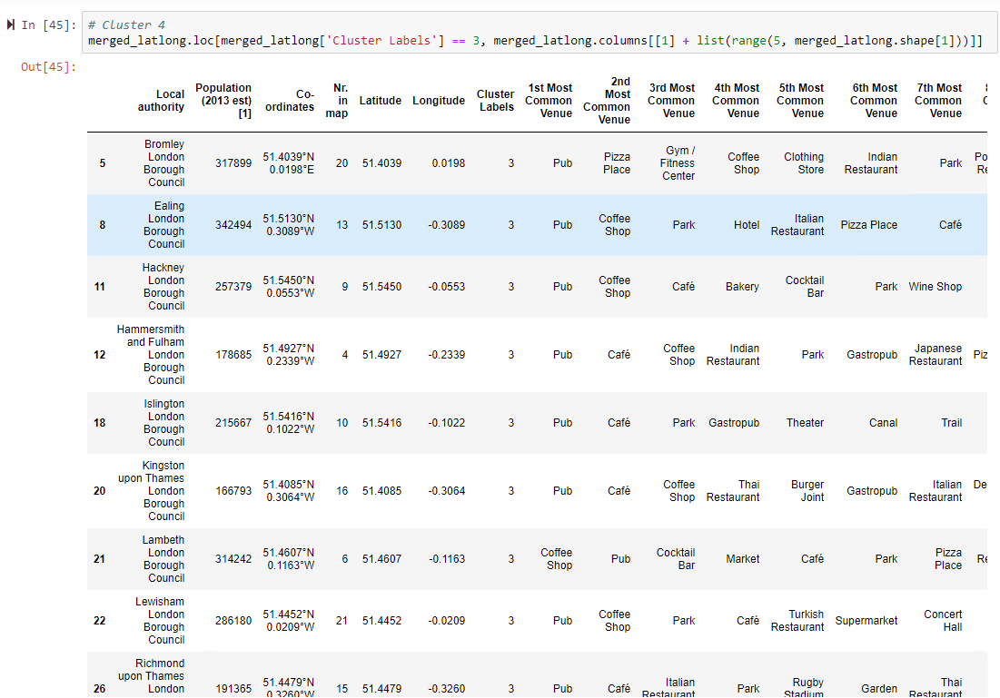 In [45]:
# Cluster 4
merged_latlong.loc[merged_latlong['Cluster Labels'] == 3, merged_latlong.columns[[1] + list(range(5, merged_latlong.shape[1]))]]
Out[45]:
Local authority Population (2013 est) [1] Co-ordinates Nr. in map Latitude Longitude Cluster Labels 1st Most Common Venue 2nd Most Common Venue 3rd Most Common Venue 4th Most Common Venue 5th Most Common Venue 6th Most Common Venue 7th Most Common Venue
5 Bromley London Borough Council 317899 51.4039°N 0.0198°E 20 51.4039 0.0198 3 Pub Pizza Place Gym / Fitness Center Coffee Shop Clothing Store Indian Restaurant Park
8 Ealing London Borough Council 342494 51.5130°N 0.3089°W 13 51.5130 -0.3089 3 Pub Coffee Shop Park Hotel Italian Restaurant Pizza Place Café
11 Hackney London Borough Council 257379 51.5450°N 0.0553°W 9 51.5450 -0.0553 3 Pub Coffee Shop Café Bakery Cocktail Bar Park Wine Shop
12 Hammersmith and Fulham London Borough Council 178685 51.4927°N 0.2339°W 4 51.4927 -0.2339 3 Pub Café Coffee Shop Indian Restaurant Park Gastropub Japanese Restaurant
18 Islington London Borough Council 215667 51.5416°N 0.1022°W 10 51.5416 -0.1022 3 Pub Café Park Gastropub Theater Canal Trail
20 Kingston upon Thames London Borough Council 166793 51.4085°N 0.3064°W 16 51.4085 -0.3064 3 Pub Café Coffee Shop Thai Restaurant Burger Joint Gastropub Italian Restaurant
21 Lambeth London Borough Council 314242 51.4607°N 0.1163°W 6 51.4607 -0.1163 3 Coffee Shop Pub Cocktail Bar Market Café Park Pizza Place
22 Lewisham London Borough Council 286180 51.4452°N 0.0209°W 21 51.4452 -0.0209 3 Pub Coffee Shop Park Café Turkish Restaurant Supermarket Concert Hall
26 Richmond upon Thames London 191365 51.4479°N 0.3260°W 15 51.4479 -0.3260 3 Pub Café Italian Restaurant Park Rugby Stadium Garden Thai Restaurant